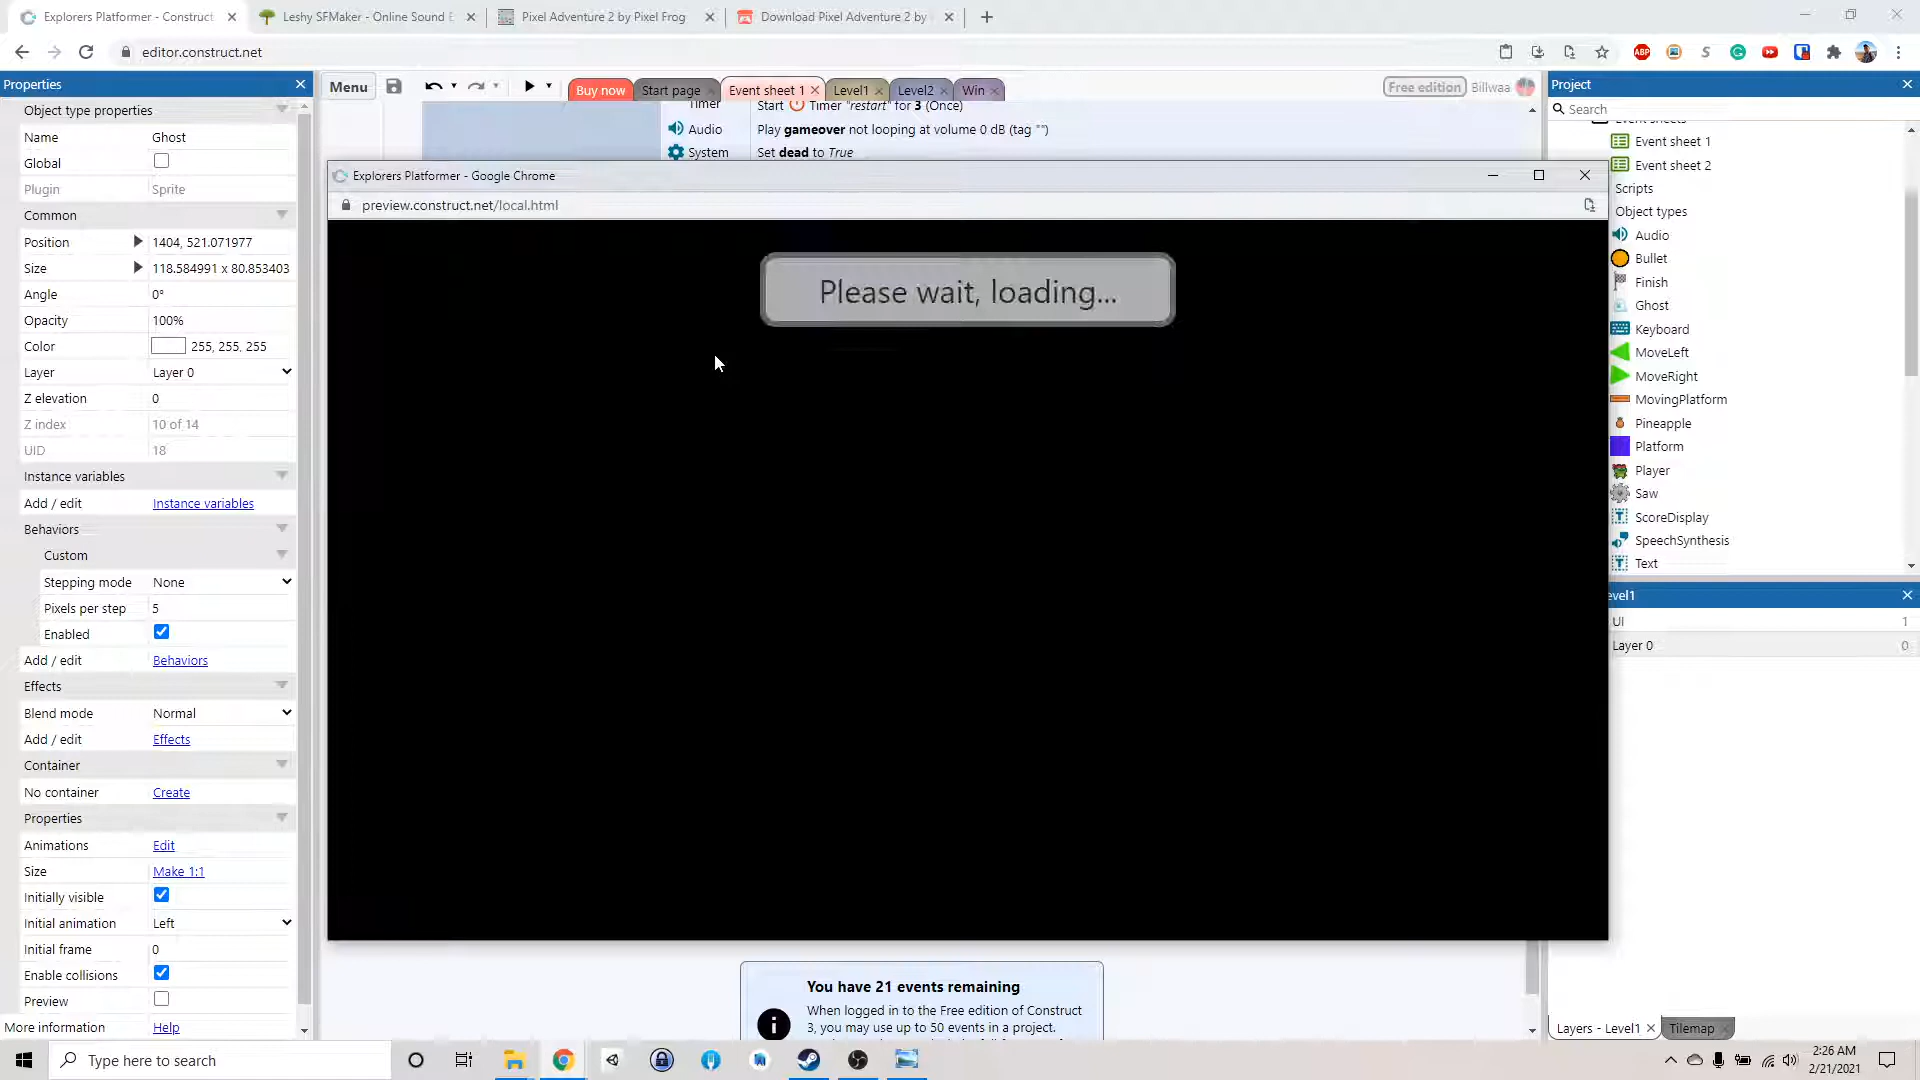 Explorers Platformer - Construct
Leshy SFMaker - Online Sound E
Pixel Adventure 2 by Pixel Frog
Download Pixel Adventure 2 by
editor.construct.net
ABP
Properties
Menu
Buy now
Start page
Event sheet 1
Level1
Level2
Win
Free edition
Billwaa
Project
Object type properties
Name Ghost
Global
Plugin Sprite
Common
Position 1404, 521.071977
Size 118.584991 x 80.853403
Angle 0°
Opacity 100%
Color 255, 255, 255
Layer Layer 0
Z elevation 0
Z index 10 of 14
UID 18
Instance variables
Add / edit Instance variables
Behaviors
Custom
Stepping mode None
Pixels per step 5
Enabled
Add / edit Behaviors
Effects
Blend mode Normal
Add / edit Effects
Container
No container Create
Properties
Animations Edit
Size Make 1:1
Initially visible
Initial animation Left
Initial frame 0
Enable collisions
Preview
More information Help
Timer Start Timer "restart" for 3 (Once)
Audio Play gameover not looping at volume 0 dB (tag "")
System Set dead to True
Explorers Platformer - Google Chrome
preview.construct.net/local.html
Please wait, loading...
You have 21 events remaining
When logged in to the Free edition of Construct
3, you may use up to 50 events in a project.
Search
Event sheets
Event sheet 1
Event sheet 2
Scripts
Object types
Audio
Bullet
Finish
Ghost
Keyboard
MoveLeft
MoveRight
MovingPlatform
Pineapple
Platform
Player
Saw
ScoreDisplay
SpeechSynthesis
Text
evel1
UI 1
Layer 0 0
Layers - Level1
Tilemap
Type here to search
2:26 AM
2/21/2021